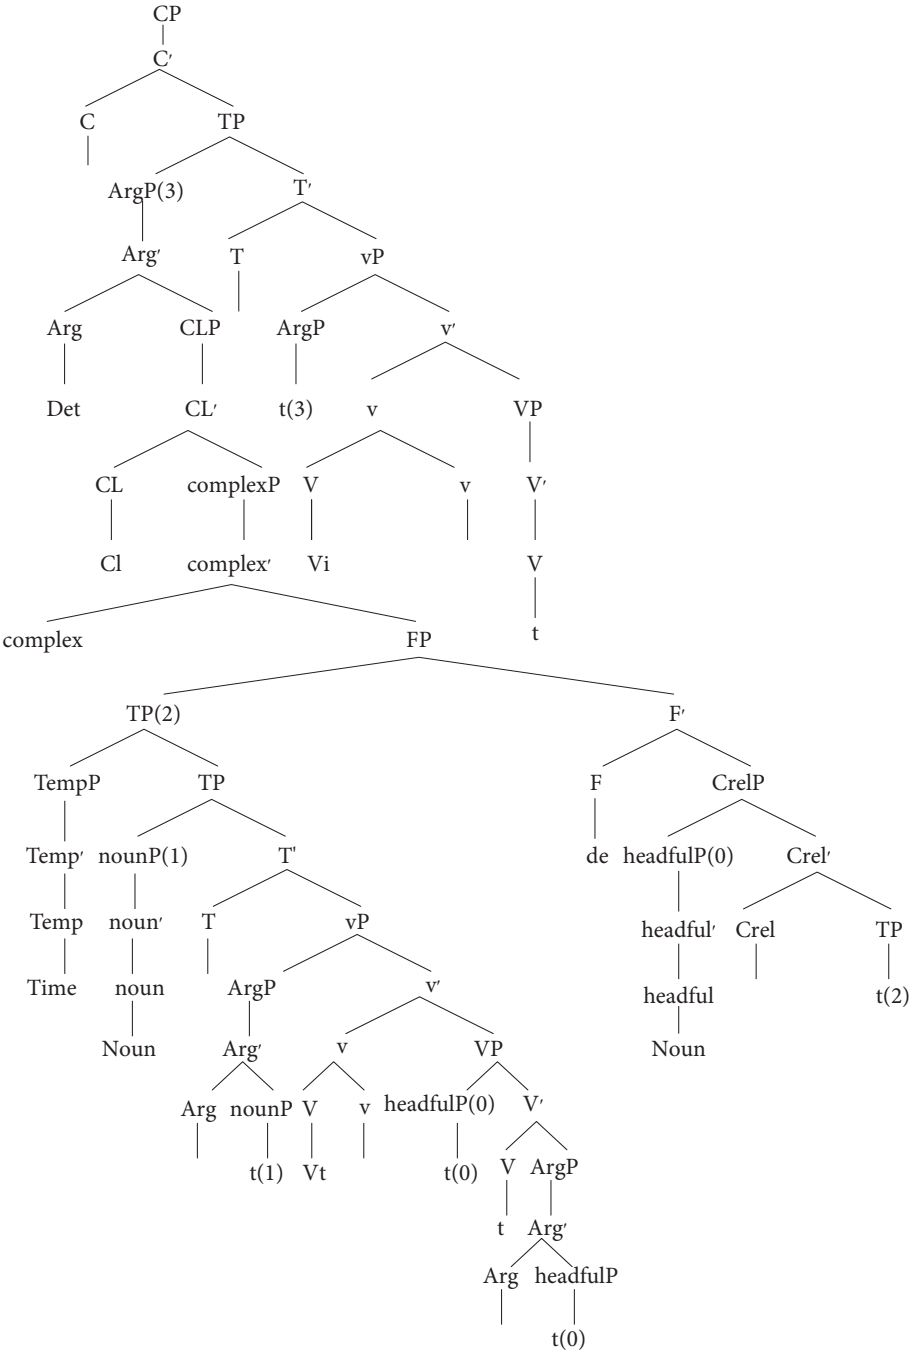 CP
C′
C TP
ArgP(3) T′
Arg′ T vP
Arg CLP ArgP v′
Det CL′ t(3) v VP
CL complexP V v V′
Cl complex′ Vi V
complex FP t
TP(2) F′
TempP TP F CrelP
Temp′ nounP(1) T' de headfulP(0) Crel′
Temp noun′ T vP headful′ Crel TP
Time noun ArgP v′ headful t(2)
Noun Arg′ v VP Noun
Arg nounP V v headfulP(0) V′
t(1) Vt t(0) V ArgP
t Arg′
Arg headfulP
t(0)